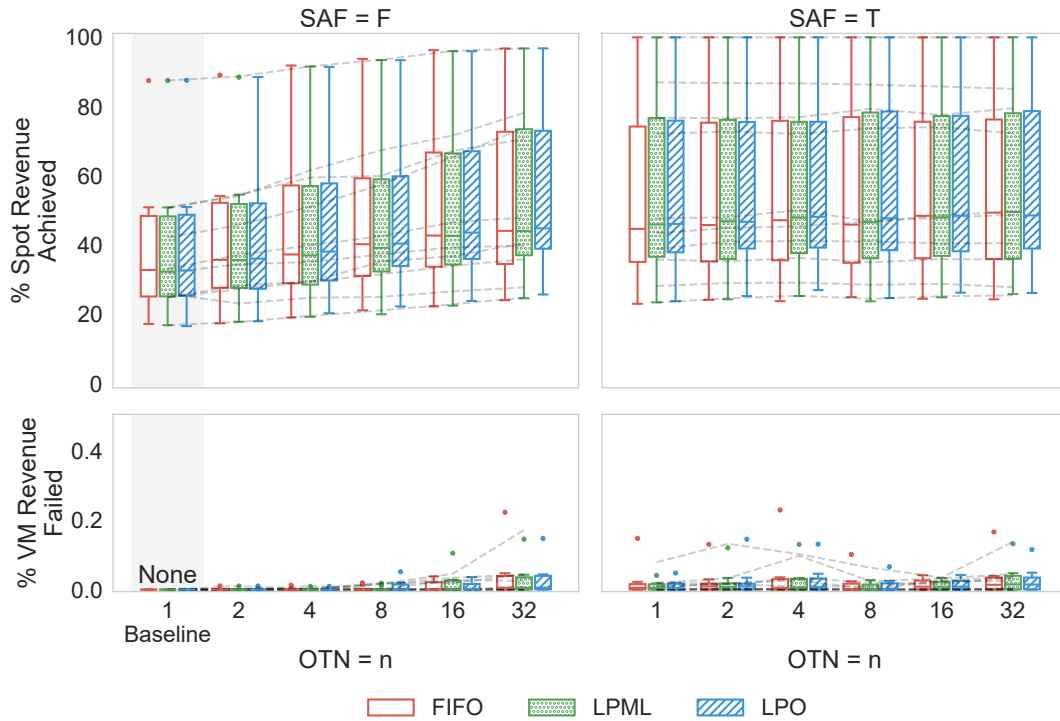 SAF = F
SAF = T
% Spot Revenue
Achieved
100
80
60
40
20
0
% VM Revenue
Failed
0.4
0.2
0.0
None
1
2
4
8
16
32
Baseline
1
2
4
8
16
32
OTN = n
OTN = n
FIFO
LPML
LPO